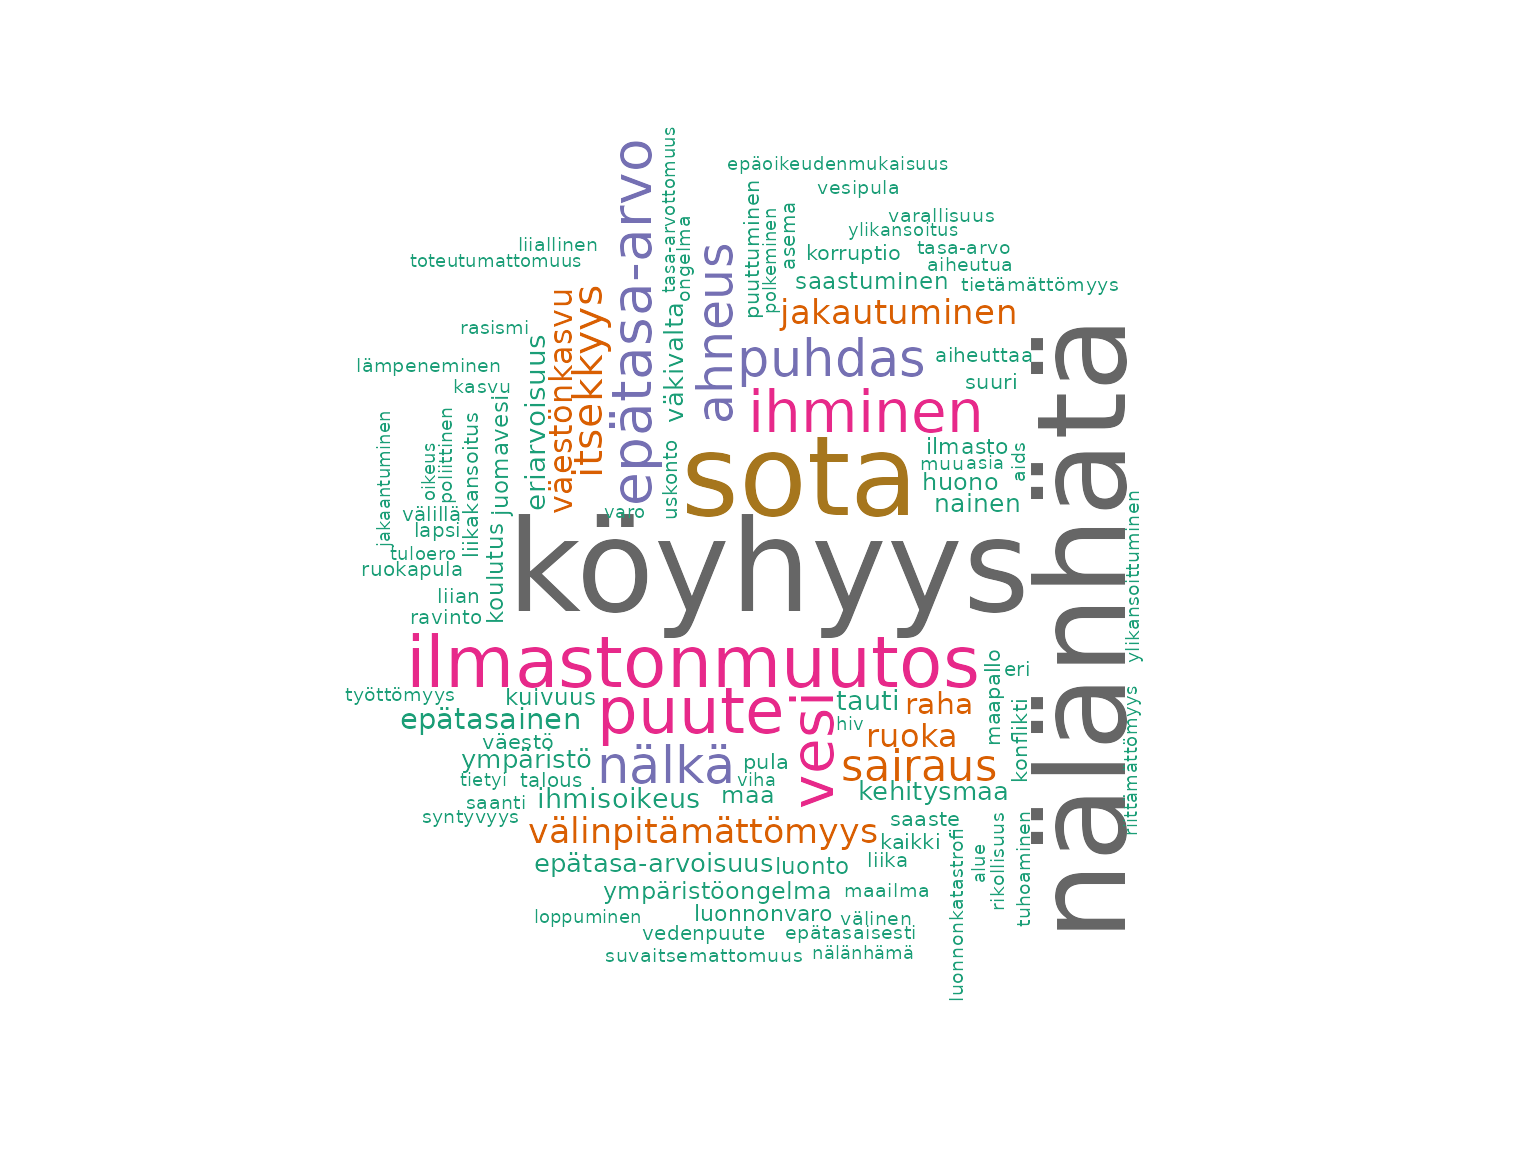 epäoikeudenmukaisuus
vesipula
varallisuus
ylikansoitus
tasa-arvo
aiheutua
korruptio
saastuminen
tietämättömyys
jakautuminen
puuttuminen
polkeminen
asema
tasa-arvottomuus
ongelma
epätasa-arvo
ahneus
liiallinen
toteutumattomuus
väestönkasvu
itsekkyys
väkivalta
puhdas
aiheuttaa
suuri
ihminen
rasismi
lämpeneminen
kasvu
eriarvoisuus
juomavesi
jakaantuminen
oikeus
poliittinen
liikakansoitus
välillä
lapsi
tuloero
ruokapula
koulutus
liian
ravinto
uskonto
varo
sota
ilmasto
muu
asia
aids
huono
nainen
köyhyys
nälänhätä
ylikansoittuminen
ilmastonmuutos
maapallo
eri
työttömyys
kuivuus
puute
vesi
tauti
raha
hiv
ruoka
konflikti
riittämättömyys
epätasainen
väestö
ympäristö
nälkä
pula
sairaus
viha
tietyi
talous
kehitysmaa
saanti
ihmisoikeus
maa
syntyvyys
välinpitämättömyys
saaste
kaikki
liika
alue
rikollisuus
tuhoaminen
luonnonkatastrofi
epätasa-arvoisuus
luonto
ympäristöongelma
maailma
loppuminen
luonnonvaro
välinen
vedenpuute
epätasaisesti
suvaitsemattomuus
nälänhämä